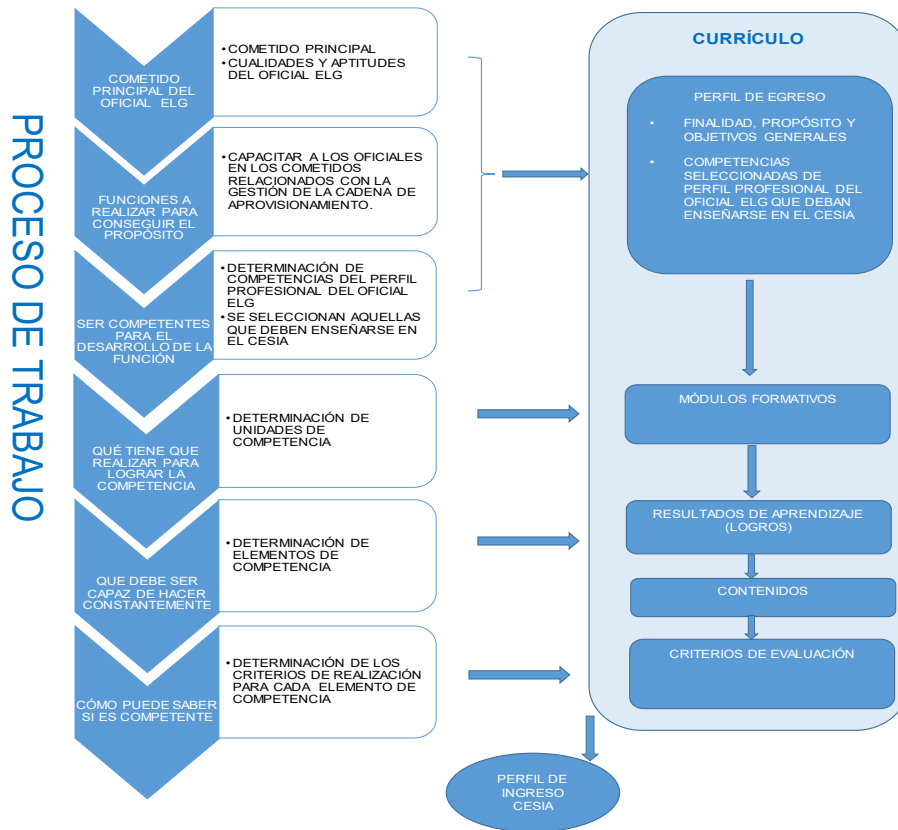 PROCESO DE TRABAJO
COMETIDO
PRINCIPAL DEL
OFICIAL ELG
• COMETIDO PRINCIPAL
• CUALIDADES Y APTITUDES
DEL OFICIAL ELG
FUNCIONES A
REALIZAR PARA
CONSEGUIR EL
PROPÓSITO
• CAPACITAR A LOS OFICIALES
EN LOS COMETIDOS
RELACIONADOS CON LA
GESTIÓN DE LA CADENA DE
APROVISIONAMIENTO.
SER COMPETENTES
PARA EL
DESARROLLO DE LA
FUNCIÓN
• DETERMINACIÓN DE
COMPETENCIAS DEL PERFIL
PROFESIONAL DEL OFICIAL
ELG
• SE SELECCIONAN AQUELLAS
QUE DEBEN ENSEÑARSE EN
EL CESIA
QUÉ TIENE QUE
REALIZAR PARA
LOGRAR LA
COMPETENCIA
• DETERMINACIÓN DE
UNIDADES DE
COMPETENCIA
QUE DEBE SER
CAPAZ DE HACER
CONSTANTEMENTE
• DETERMINACIÓN DE
ELEMENTOS DE
COMPETENCIA
CÓMO PUEDE SABER
SI ES COMPETENTE
• DETERMINACIÓN DE LOS
CRITERIOS DE REALIZACIÓN
PARA CADA ELEMENTO DE
COMPETENCIA
CURRÍCULO
PERFIL DE EGRESO
• FINALIDAD, PROPÓSITO Y
OBJETIVOS GENERALES
• COMPETENCIAS
SELECCIONADAS DE
PERFIL PROFESIONAL DEL
OFICIAL ELG QUE DEBAN
ENSEÑARSE EN EL CESIA
MÓDULOS FORMATIVOS
RESULTADOS DE APRENDIZAJE
(LOGROS)
CONTENIDOS
CRITERIOS DE EVALUACIÓN
PERFIL DE
INGRESO
CESIA